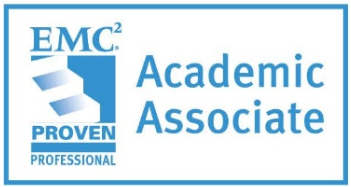 EMC²
PROVEN
PROFESSIONAL
Academic
Associate